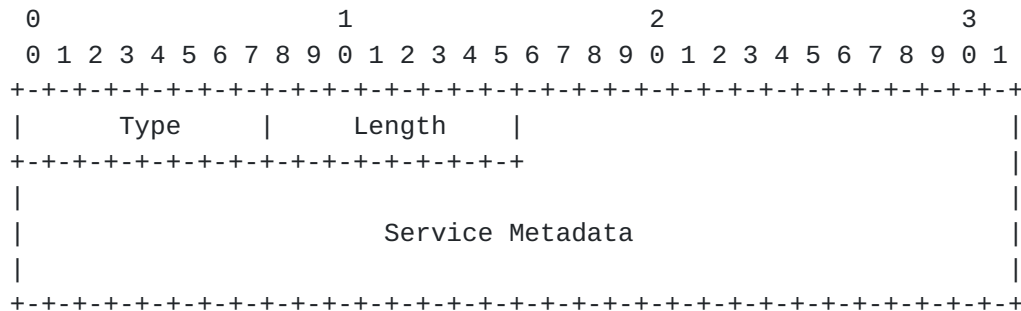 0                   1                   2                   3
0 1 2 3 4 5 6 7 8 9 0 1 2 3 4 5 6 7 8 9 0 1 2 3 4 5 6 7 8 9 0 1
+-+-+-+-+-+-+-+-+-+-+-+-+-+-+-+-+-+-+-+-+-+-+-+-+-+-+-+-+-+-+-+-+
|      Type     |     Length    |                               |
+-+-+-+-+-+-+-+-+-+-+-+-+-+-+-+-+                               |
|                                                               |
|                       Service Metadata                        |
|                                                               |
+-+-+-+-+-+-+-+-+-+-+-+-+-+-+-+-+-+-+-+-+-+-+-+-+-+-+-+-+-+-+-+-+